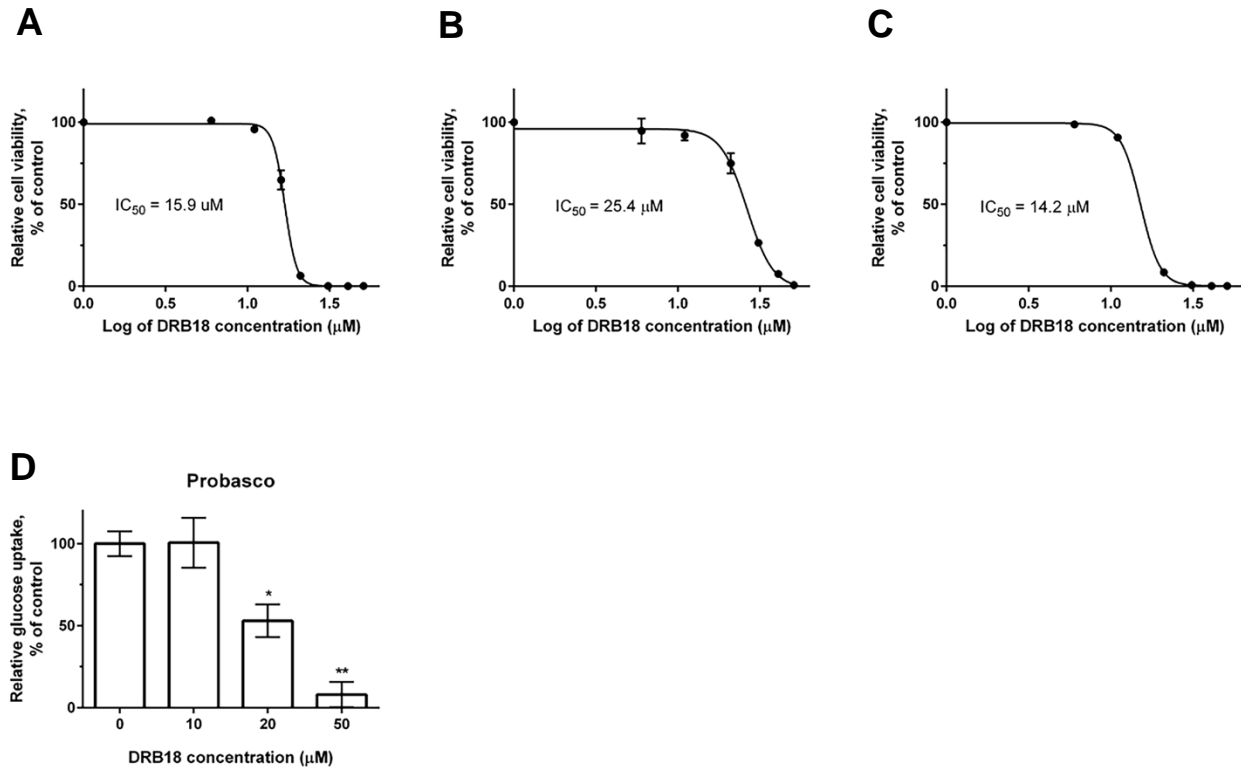 A
Relative cell viability,
% of control
100
50
0
IC50 = 15.9 uM
0.0 0.5 1.0 1.5
Log of DRB18 concentration (μM)
B
Relative cell viability,
% of control
100
50
0
IC50 = 25.4 μM
0.0 0.5 1.0 1.5
Log of DRB18 concentration (μM)
C
Relative cell viability,
% of control
100
50
0
IC50 = 14.2 μM
0.0 0.5 1.0 1.5
Log of DRB18 concentration (μM)
D
Probasco
Relative glucose uptake,
% of control
100
50
0
*
**
0 10 20 50
DRB18 concentration (μM)